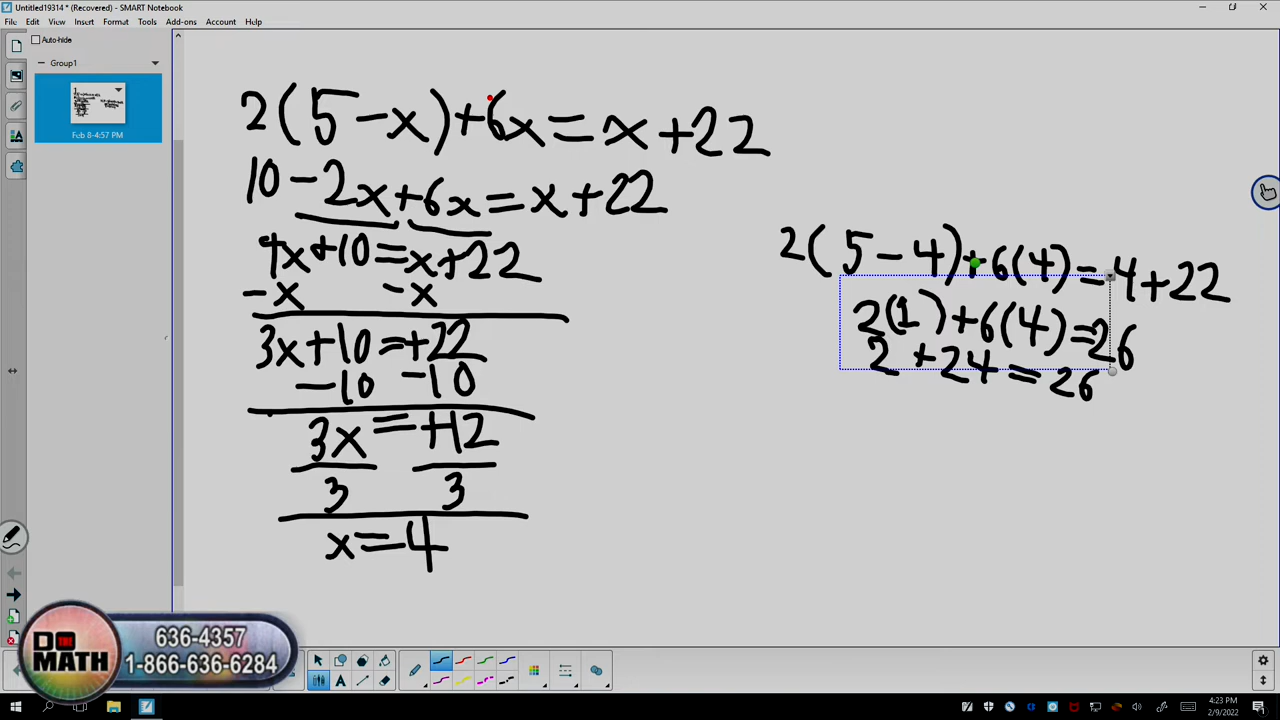 Untitled19314 * (Recovered) - SMART Notebook
File Edit View Insert Format Tools Add-ons Account Help
Auto-hide
Group1
Feb 8-4:57 PM
2(5-x)+6x=x+22
10-2x+6x=x+22
4x+10=x+22
-x -x
3x+10=+22
-10 -10
3x=+12
3 3
x=4
2(5-4)+6(4)=4+22
2(1)+6(4)=26
2+24=26
DO THE MATH
636-4357
1-866-636-6284
4:23 PM
2/9/2022